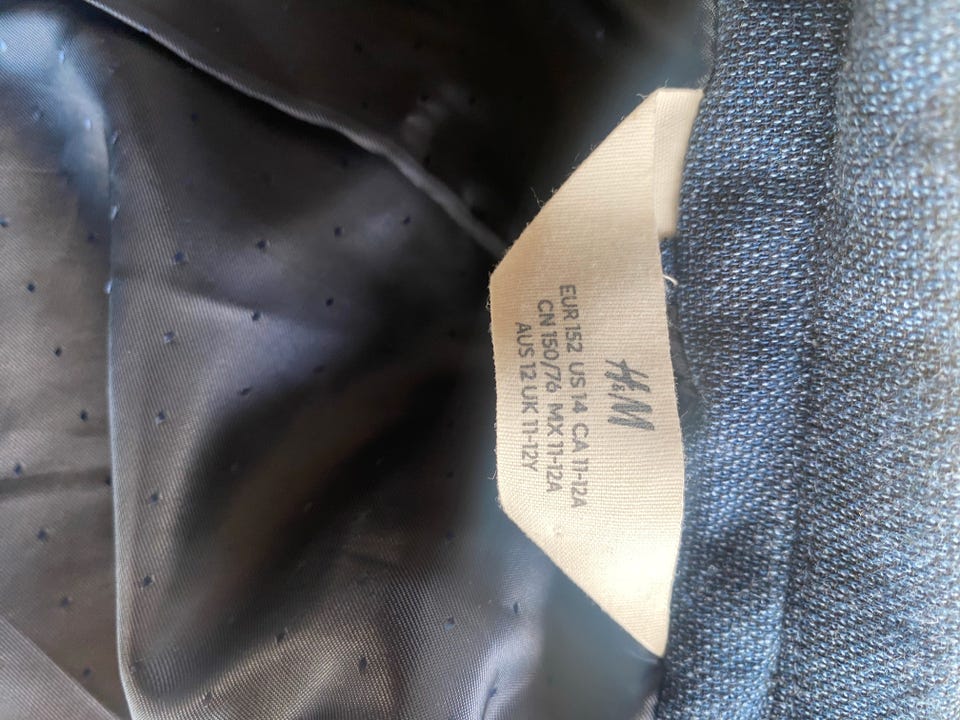 H&M
EUR 152 US 14 CA 11-12A
CN 150/76 MX 11-12A
AUS 12 UK 11-12Y